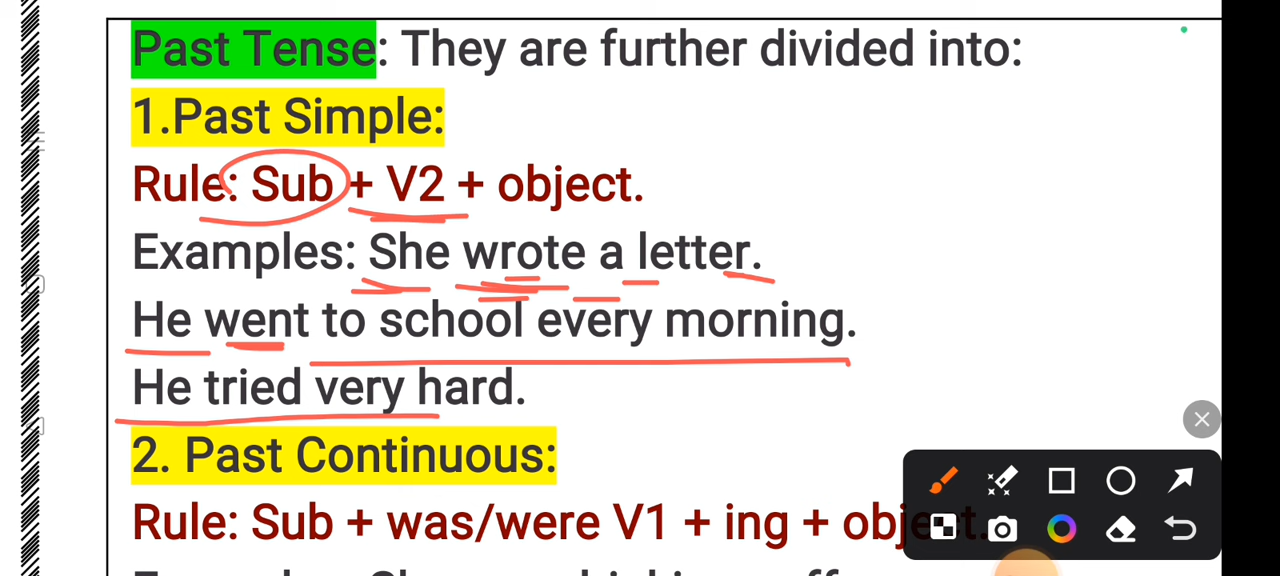 Past Tense: They are further divided into:
1.Past Simple:
Rule: Sub + V2 + object.
Examples: She wrote a letter.
He went to school every morning.
He tried very hard.
2. Past Continuous:
Rule: Sub + was/were V1 + ing + object.